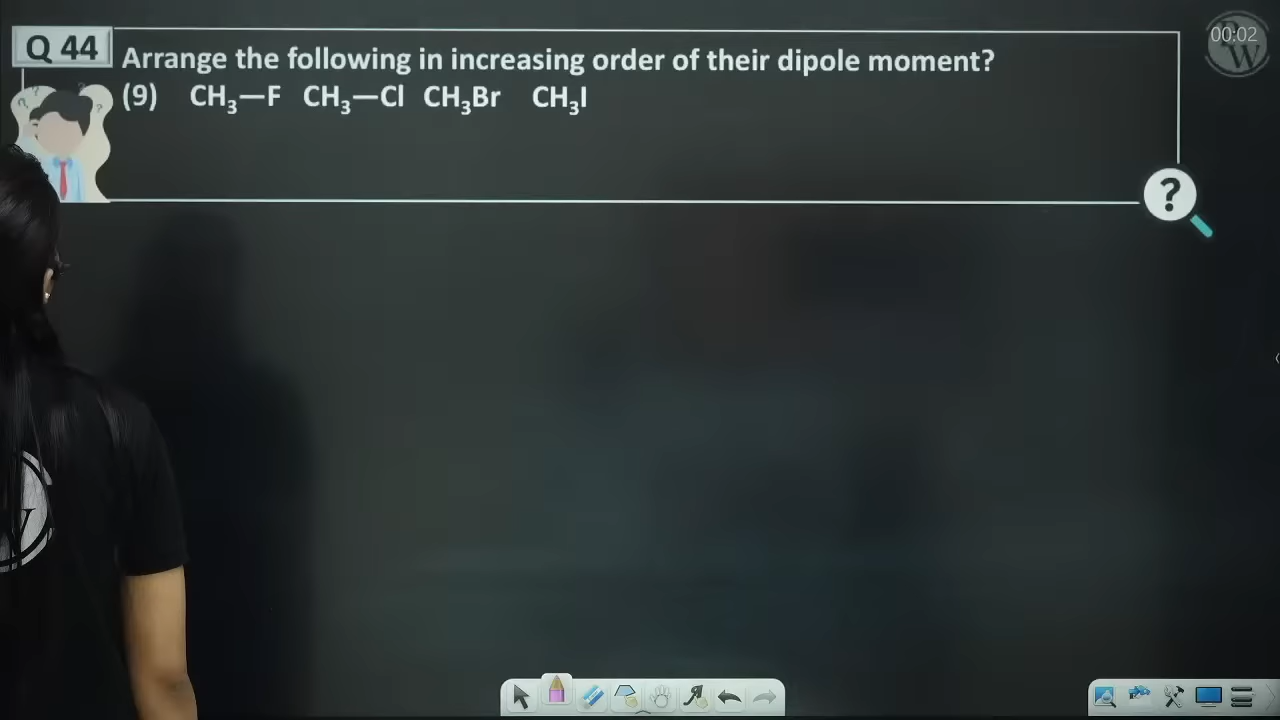 Q 44
Arrange the following in increasing order of their dipole moment?
(9) CH₃—F CH₃—Cl CH₃Br CH₃I
?
00:02
PW